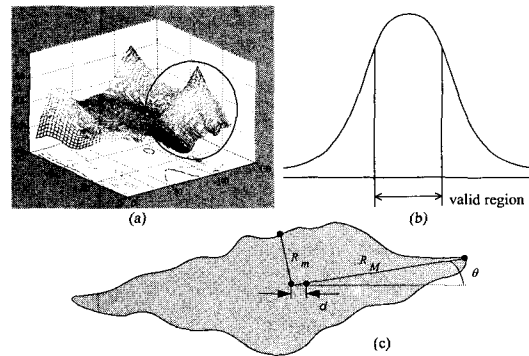 valid region
(a)
(b)
R_m
R_M
θ
d
(c)